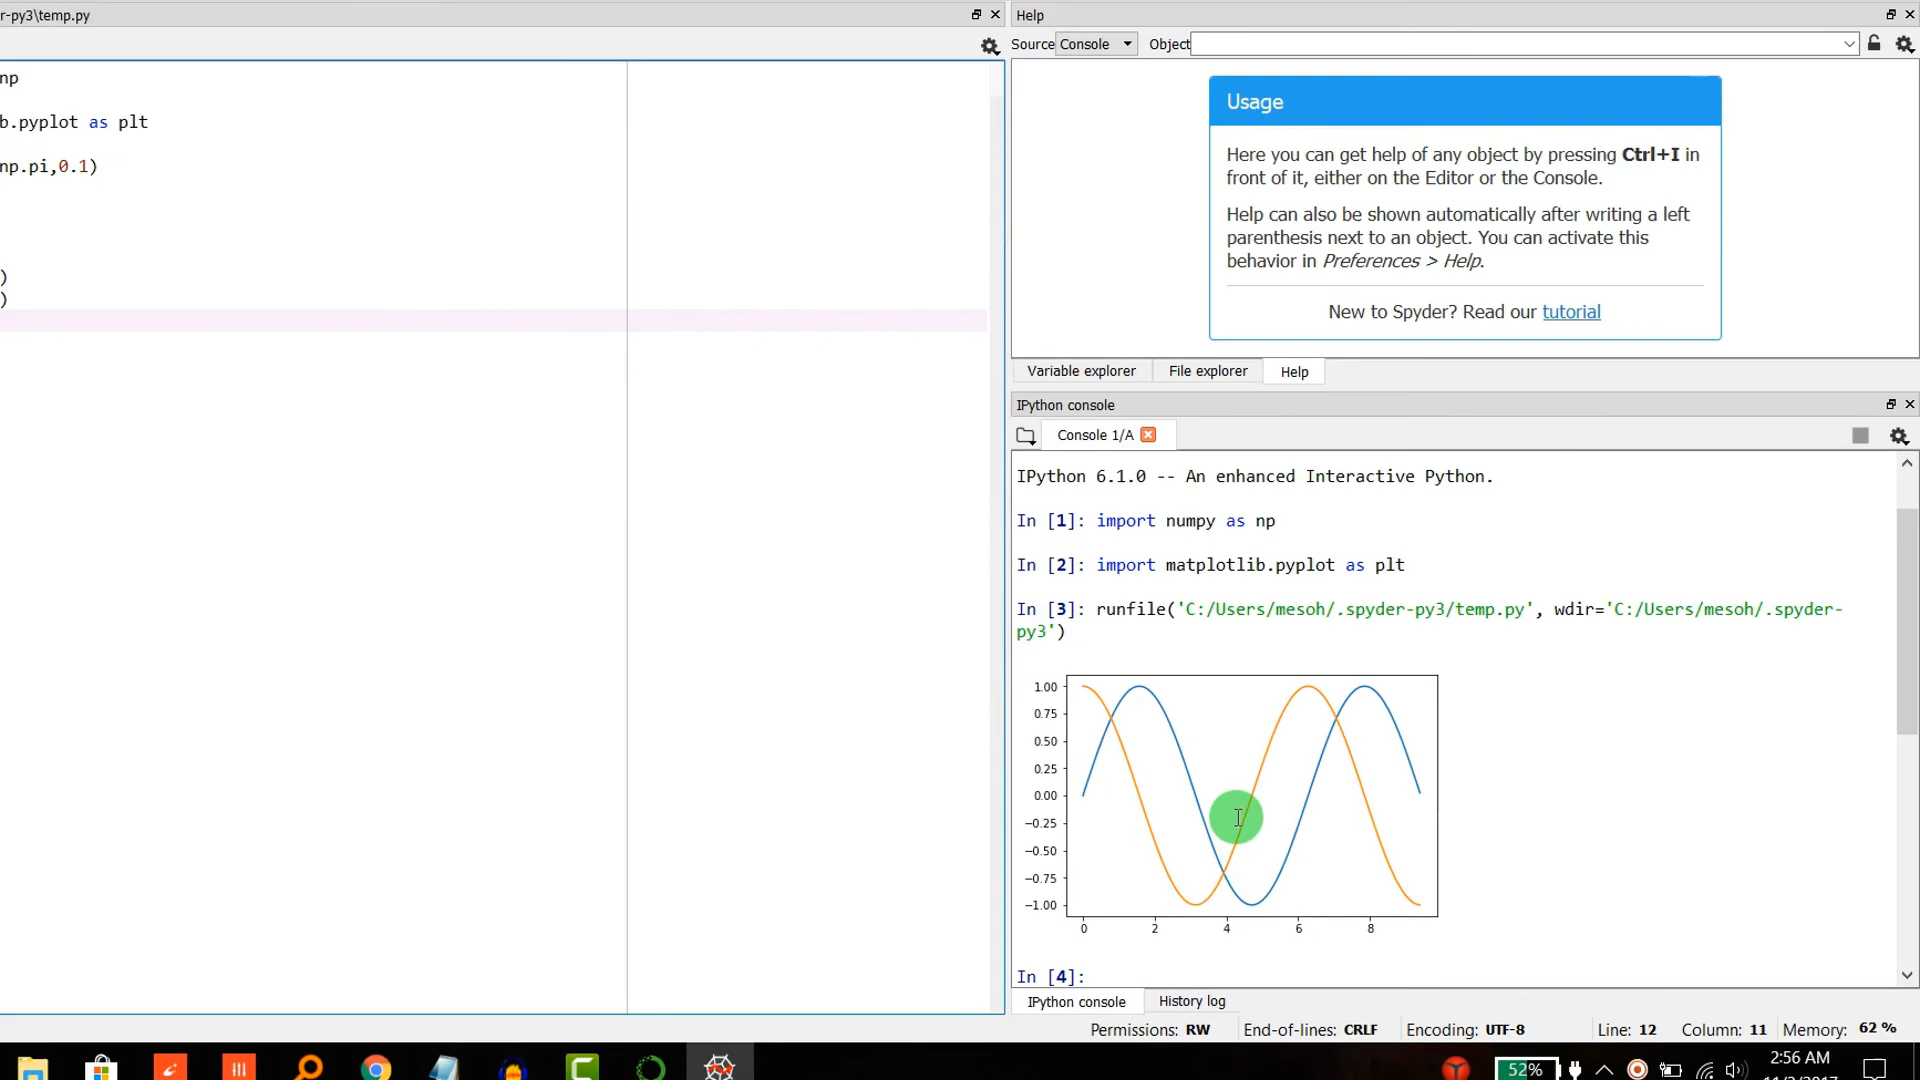 r-py3\temp.py
np
b.pyplot as plt
np.pi,0.1)
)
)
Help
Source Console Object
Usage
Here you can get help of any object by pressing Ctrl+I in
front of it, either on the Editor or the Console.
Help can also be shown automatically after writing a left
parenthesis next to an object. You can activate this
behavior in Preferences > Help.
New to Spyder? Read our tutorial
Variable explorer File explorer Help
IPython console
Console 1/A
IPython 6.1.0 -- An enhanced Interactive Python.
In [1]: import numpy as np
In [2]: import matplotlib.pyplot as plt
In [3]: runfile('C:/Users/mesoh/.spyder-py3/temp.py', wdir='C:/Users/mesoh/.spyder-
py3')
1.00
0.75
0.50
0.25
0.00
−0.25
−0.50
−0.75
−1.00
0 2 4 6 8
In [4]:
IPython console History log
Permissions: RW End-of-lines: CRLF Encoding: UTF-8 Line: 12 Column: 11 Memory: 62 %
52% 2:56 AM